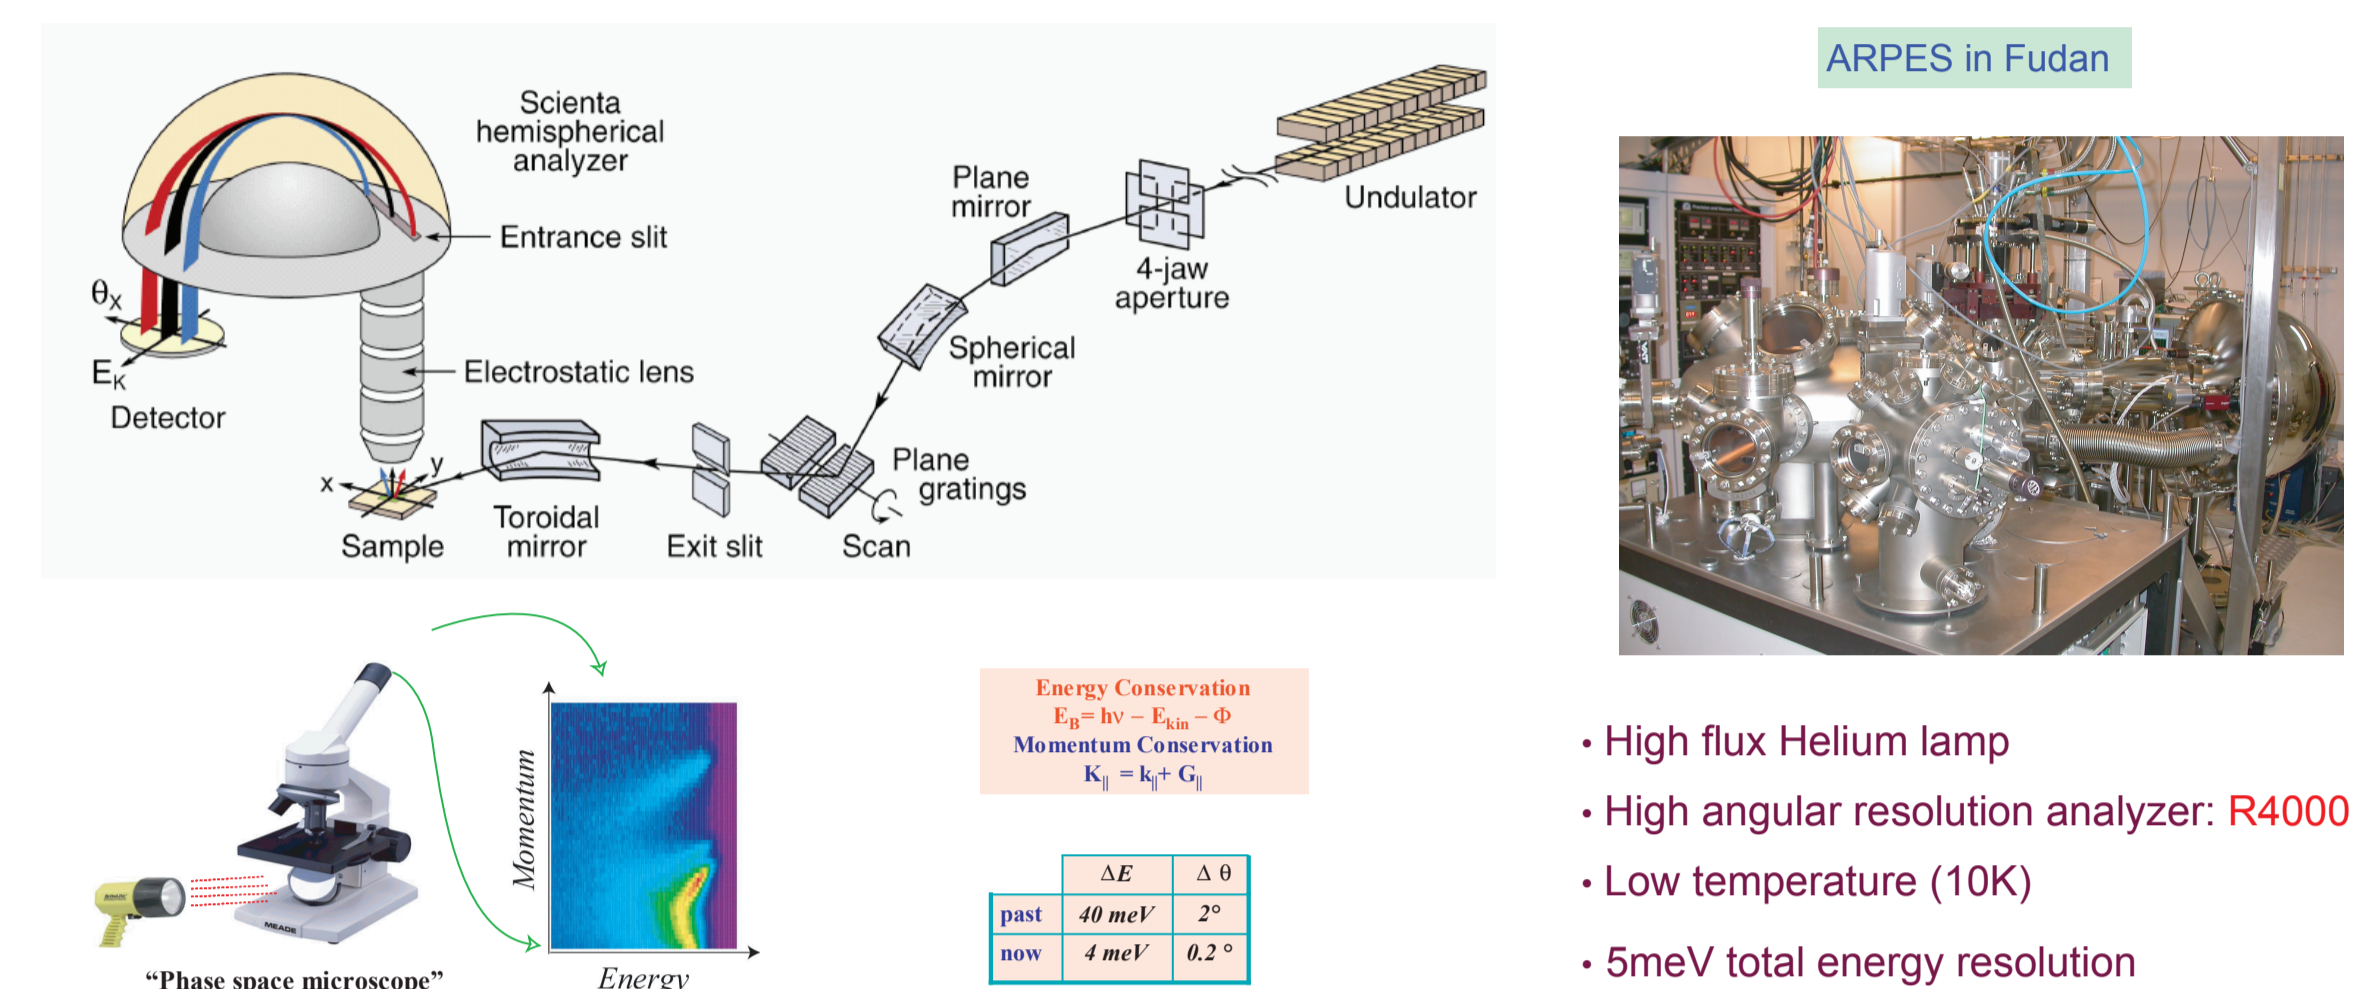 Scienta
hemispherical
analyzer
Entrance slit
θX
EK
Detector
Electrostatic lens
x
y
Sample
Toroidal
mirror
Exit slit
Scan
Plane
gratings
Spherical
mirror
Plane
mirror
4-jaw
aperture
Undulator
ARPES in Fudan
MEADE
"Phase space microscope"
Momentum
Energy
Energy Conservation
EB= hν – Ekin – Φ
Momentum Conservation
K|| = k||+ G||
ΔE Δ θ
past 40 meV 2°
now 4 meV 0.2 °
• High flux Helium lamp
• High angular resolution analyzer: R4000
• Low temperature (10K)
• 5meV total energy resolution